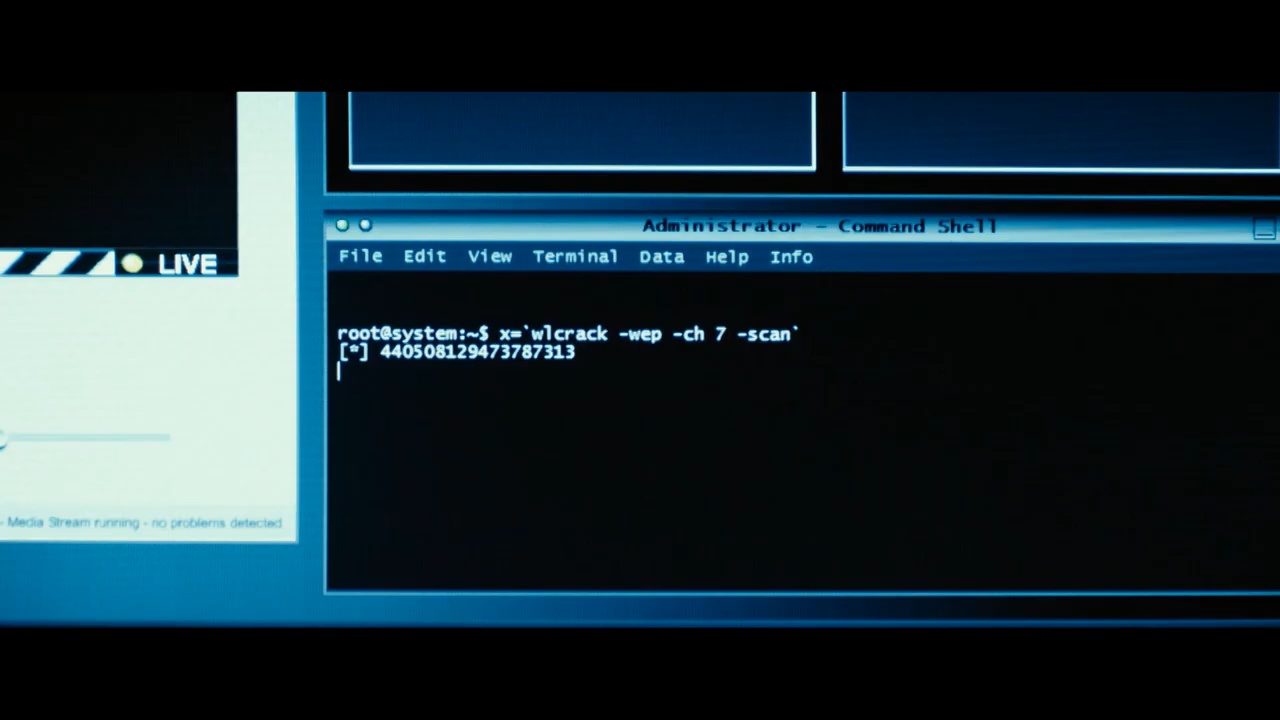 Administrator - Command Shell
File Edit View Terminal Data Help Info
LIVE
root@system:~$ x=`wlcrack -wep -ch 7 -scan`
[*] 440508129473787313
- Media Stream running - no problems detected